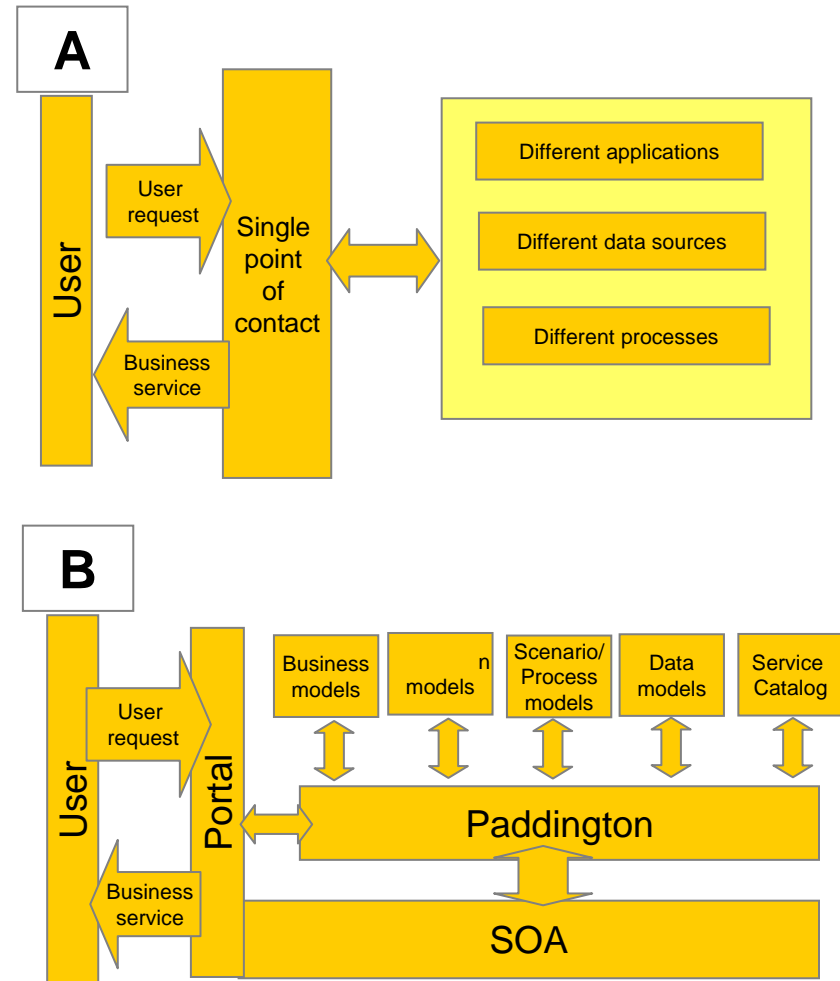 A
User
User
request
Single
point
of
contact
Business
service
Different applications
Different data sources
Different processes
B
User
User
request
Business
service
Portal
Business
models
n
models
Scenario/
Process
models
Data
models
Service
Catalog
Paddington
SOA